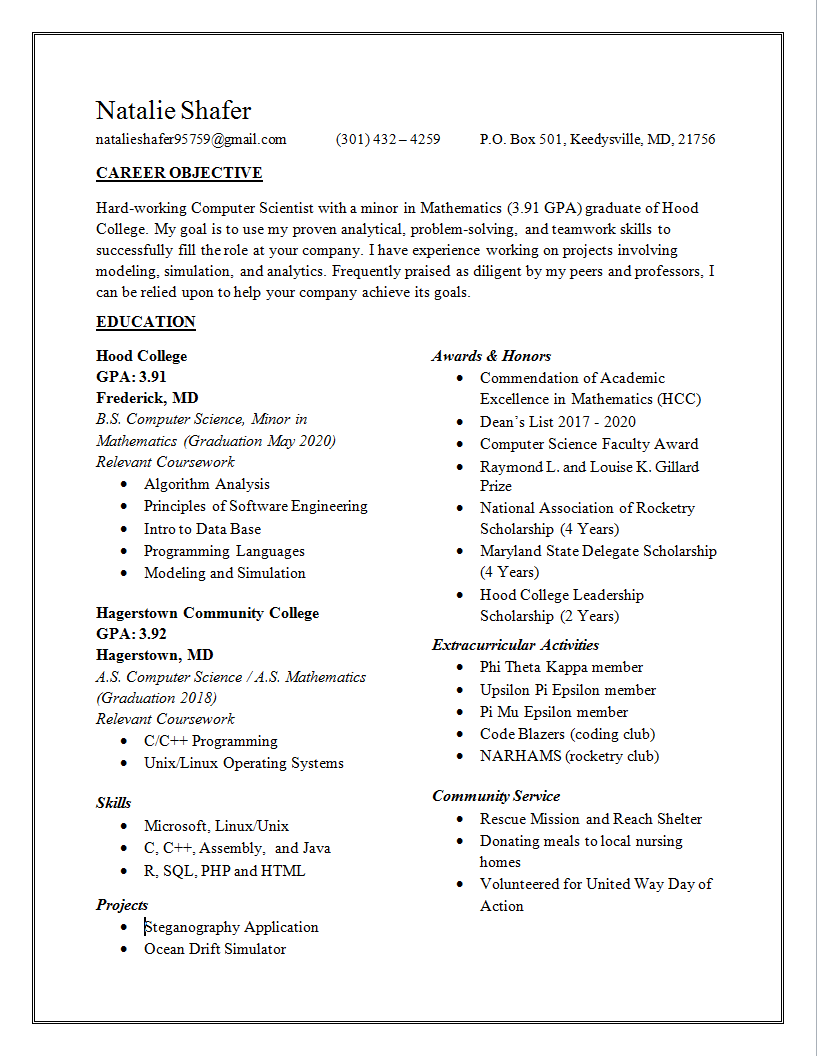 Natalie Shafer
natalieshafer95759@gmail.com (301) 432 – 4259 P.O. Box 501, Keedysville, MD, 21756
CAREER OBJECTIVE
Hard-working Computer Scientist with a minor in Mathematics (3.91 GPA) graduate of Hood
College. My goal is to use my proven analytical, problem-solving, and teamwork skills to
successfully fill the role at your company. I have experience working on projects involving
modeling, simulation, and analytics. Frequently praised as diligent by my peers and professors, I
can be relied upon to help your company achieve its goals.
EDUCATION
Hood College
GPA: 3.91
Frederick, MD
B.S. Computer Science, Minor in
Mathematics (Graduation May 2020)
Relevant Coursework
• Algorithm Analysis
• Principles of Software Engineering
• Intro to Data Base
• Programming Languages
• Modeling and Simulation
Hagerstown Community College
GPA: 3.92
Hagerstown, MD
A.S. Computer Science / A.S. Mathematics
(Graduation 2018)
Relevant Coursework
• C/C++ Programming
• Unix/Linux Operating Systems
Skills
• Microsoft, Linux/Unix
• C, C++, Assembly, and Java
• R, SQL, PHP and HTML
Projects
• Steganography Application
• Ocean Drift Simulator
Awards & Honors
• Commendation of Academic
Excellence in Mathematics (HCC)
• Dean’s List 2017 - 2020
• Computer Science Faculty Award
• Raymond L. and Louise K. Gillard
Prize
• National Association of Rocketry
Scholarship (4 Years)
• Maryland State Delegate Scholarship
(4 Years)
• Hood College Leadership
Scholarship (2 Years)
Extracurricular Activities
• Phi Theta Kappa member
• Upsilon Pi Epsilon member
• Pi Mu Epsilon member
• Code Blazers (coding club)
• NARHAMS (rocketry club)
Community Service
• Rescue Mission and Reach Shelter
• Donating meals to local nursing
homes
• Volunteered for United Way Day of
Action